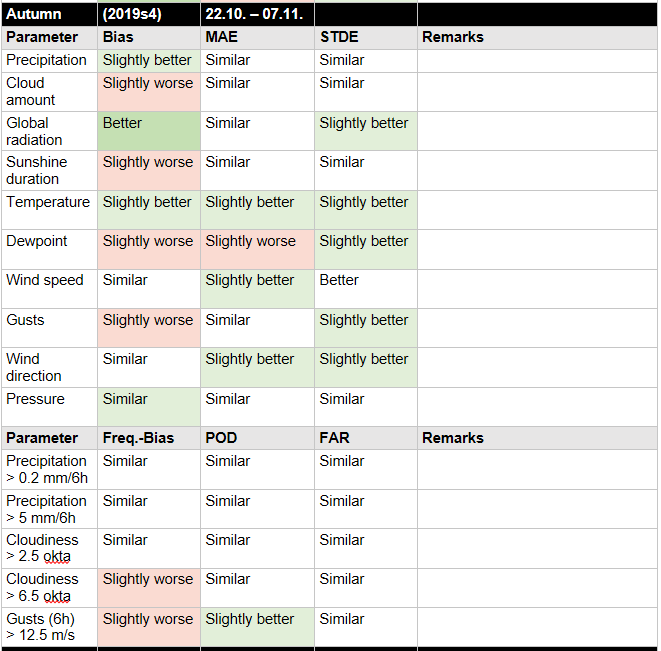 Autumn (2019s4) 22.10. – 07.11.
Parameter Bias MAE STDE Remarks
Precipitation Slightly better Similar Similar
Cloud amount Slightly worse Similar Similar
Global radiation Better Similar Slightly better
Sunshine duration Slightly worse Similar Similar
Temperature Slightly better Slightly better Slightly better
Dewpoint Slightly worse Slightly worse Slightly better
Wind speed Similar Slightly better Better
Gusts Slightly worse Similar Slightly better
Wind direction Similar Slightly better Slightly better
Pressure Similar Similar Similar
Parameter Freq.-Bias POD FAR Remarks
Precipitation > 0.2 mm/6h Similar Similar Similar
Precipitation > 5 mm/6h Similar Similar Similar
Cloudiness > 2.5 okta Similar Similar Similar
Cloudiness > 6.5 okta Slightly worse Similar Similar
Gusts (6h) > 12.5 m/s Slightly worse Slightly better Similar